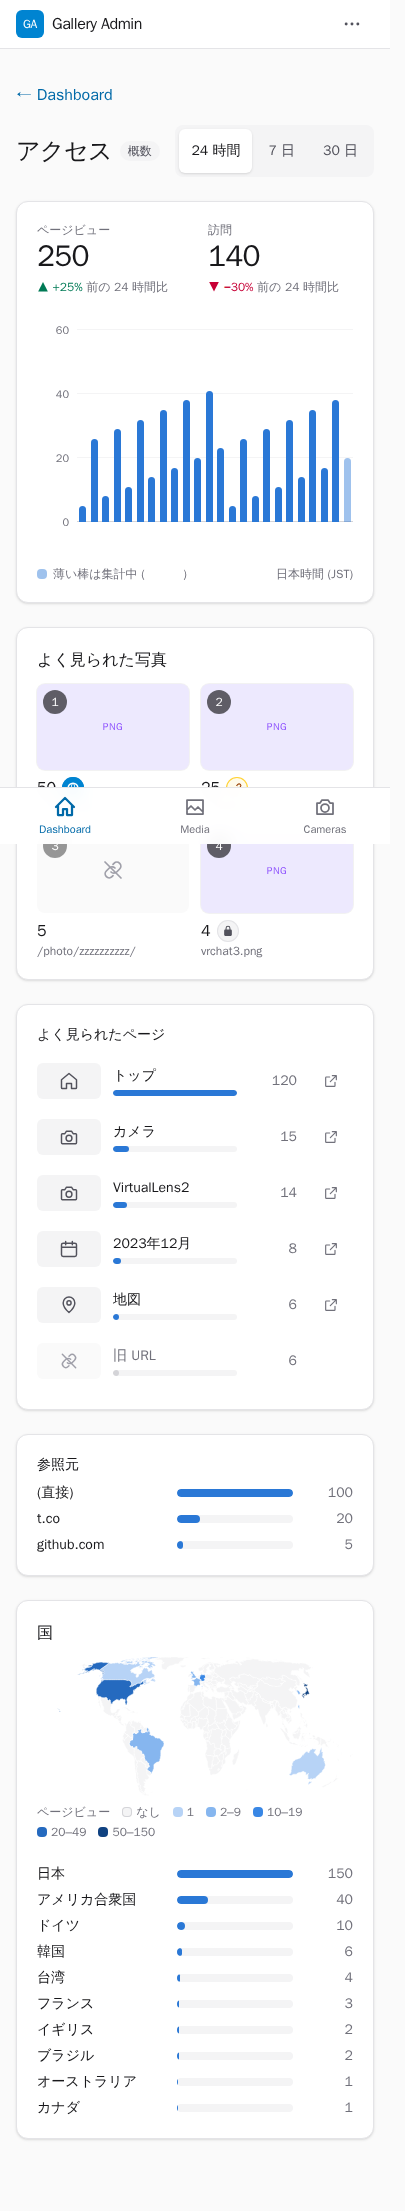 GA Gallery Admin
← Dashboard
アクセス 概数 24 時間 7 日 30 日
ページビュー 訪問
250 140
▲ +25% 前の 24 時間比 ▼ −30% 前の 24 時間比
60
40
20
0
薄い棒は集計中 ( ) 日本時間 (JST)
よく見られた写真
1 PNG 2 PNG
50 25
Dashboard Media Cameras
3 4 PNG
5 4
/photo/zzzzzzzzzz/ vrchat3.png
よく見られたページ
トップ 120
カメラ 15
VirtualLens2 14
2023年12月 8
地図 6
旧 URL 6
参照元
(直接) 100
t.co 20
github.com 5
国
ページビュー なし 1 2–9 10–19
20–49 50–150
日本 150
アメリカ合衆国 40
ドイツ 10
韓国 6
台湾 4
フランス 3
イギリス 2
ブラジル 2
オーストラリア 1
カナダ 1